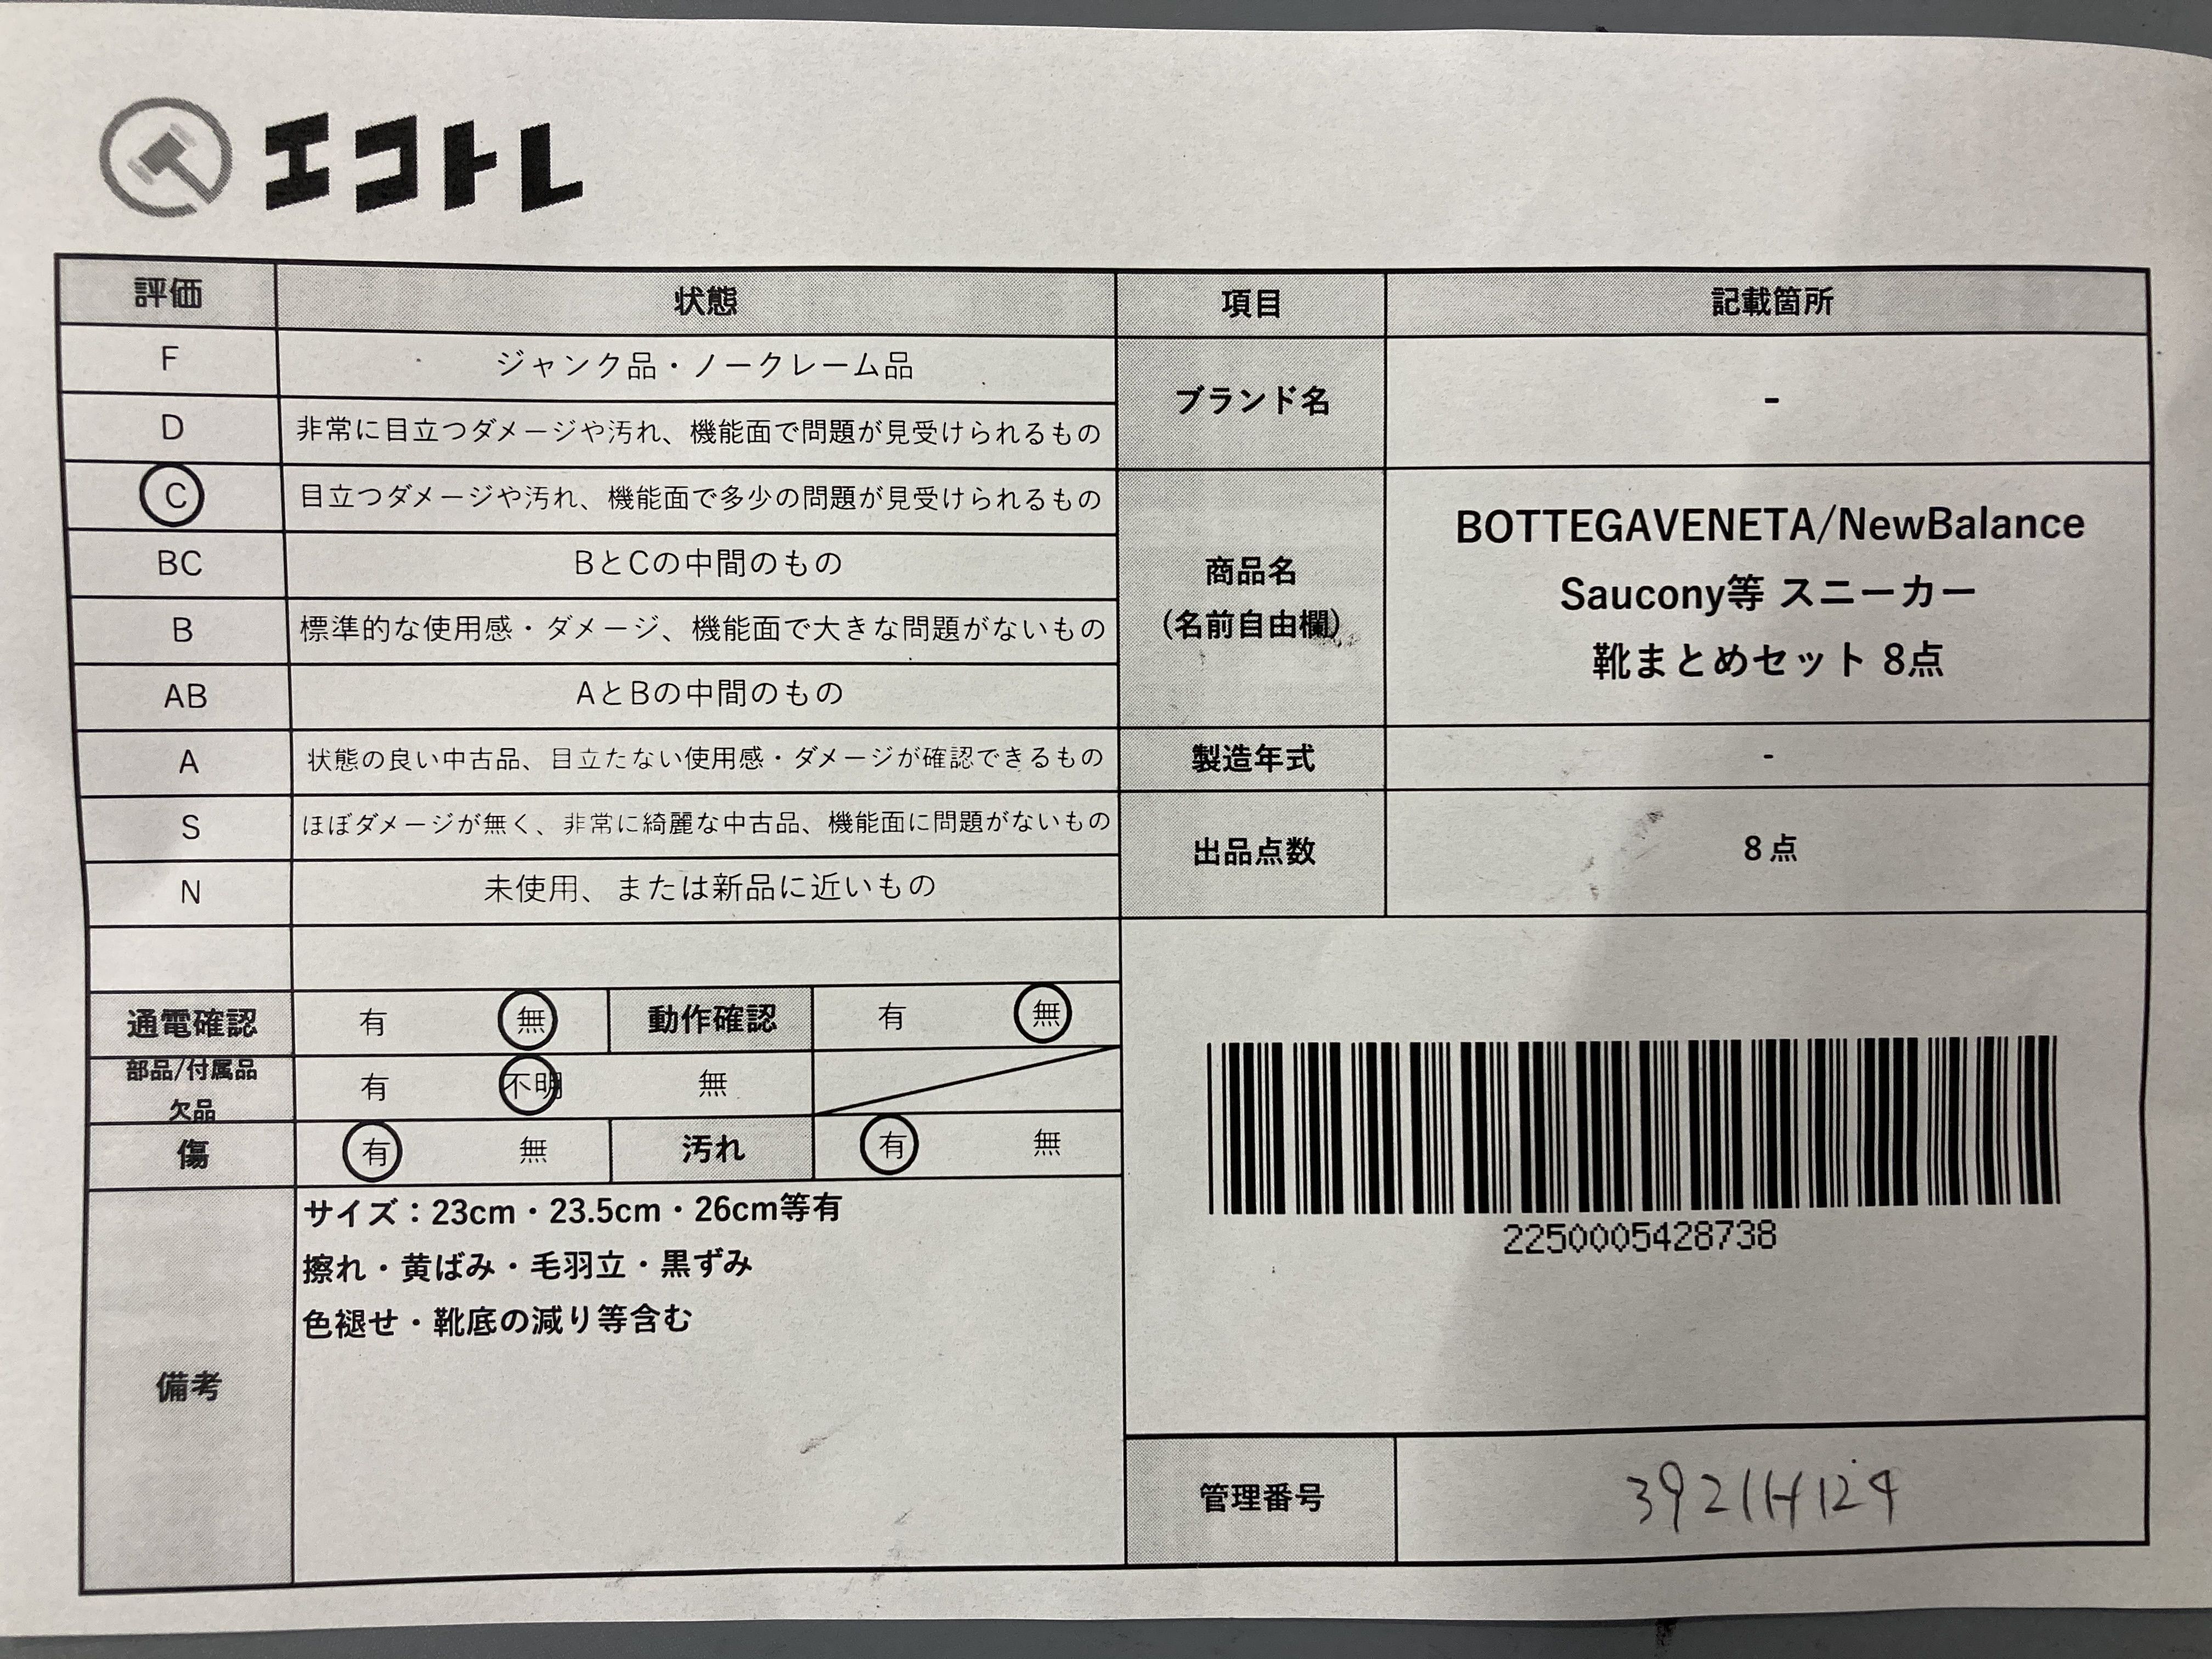 エコトレ
評価 状態 項目 記載箇所
F ジャンク品・ノークレーム品
D 非常に目立つダメージや汚れ、機能面で問題が見受けられるもの
C 目立つダメージや汚れ、機能面で多少の問題が見受けられるもの
BC BとCの中間のもの
B 標準的な使用感・ダメージ、機能面で大きな問題がないもの
AB AとBの中間のもの
A 状態の良い中古品、目立たない使用感・ダメージが確認できるもの
S ほぼダメージが無く、非常に綺麗な中古品、機能面に問題がないもの
N 未使用、または新品に近いもの
通電確認 有 無 動作確認 有 無
部品/付属品
欠品 有 不明 無
傷 有 無 汚れ 有 無
備考
サイズ：23cm・23.5cm・26cm等有
擦れ・黄ばみ・毛羽立・黒ずみ
色褪せ・靴底の減り等含む
ブランド名 -
商品名
（名前自由欄）
BOTTEGAVENETA/NewBalance
Saucony等 スニーカー
靴まとめセット 8点
製造年式 -
出品点数 8点
2250005428738
管理番号 3921H124